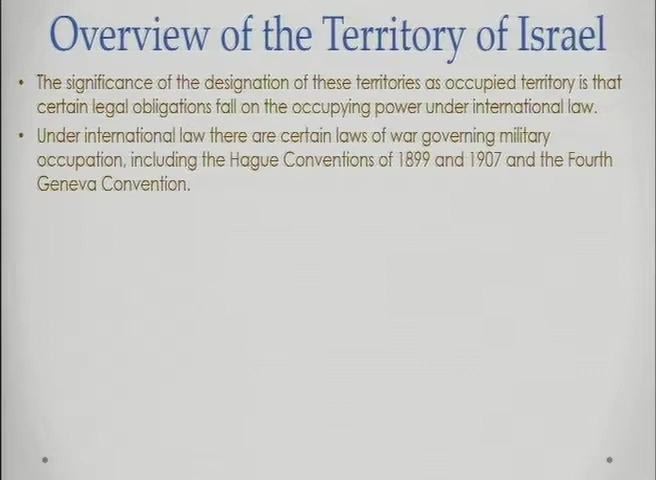 Overview of the Territory of Israel
• The significance of the designation of these territories as occupied territory is that
certain legal obligations fall on the occupying power under international law.
• Under international law there are certain laws of war governing military
occupation, including the Hague Conventions of 1899 and 1907 and the Fourth
Geneva Convention.